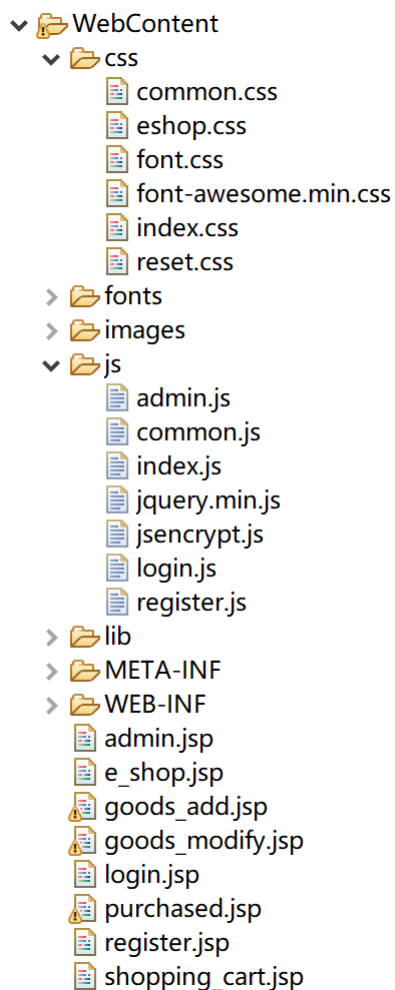 WebContent
css
common.css
eshop.css
font.css
font-awesome.min.css
index.css
reset.css
fonts
images
js
admin.js
common.js
index.js
jquery.min.js
jsencrypt.js
login.js
register.js
lib
META-INF
WEB-INF
admin.jsp
e_shop.jsp
goods_add.jsp
goods_modify.jsp
login.jsp
purchased.jsp
register.jsp
shopping_cart.jsp